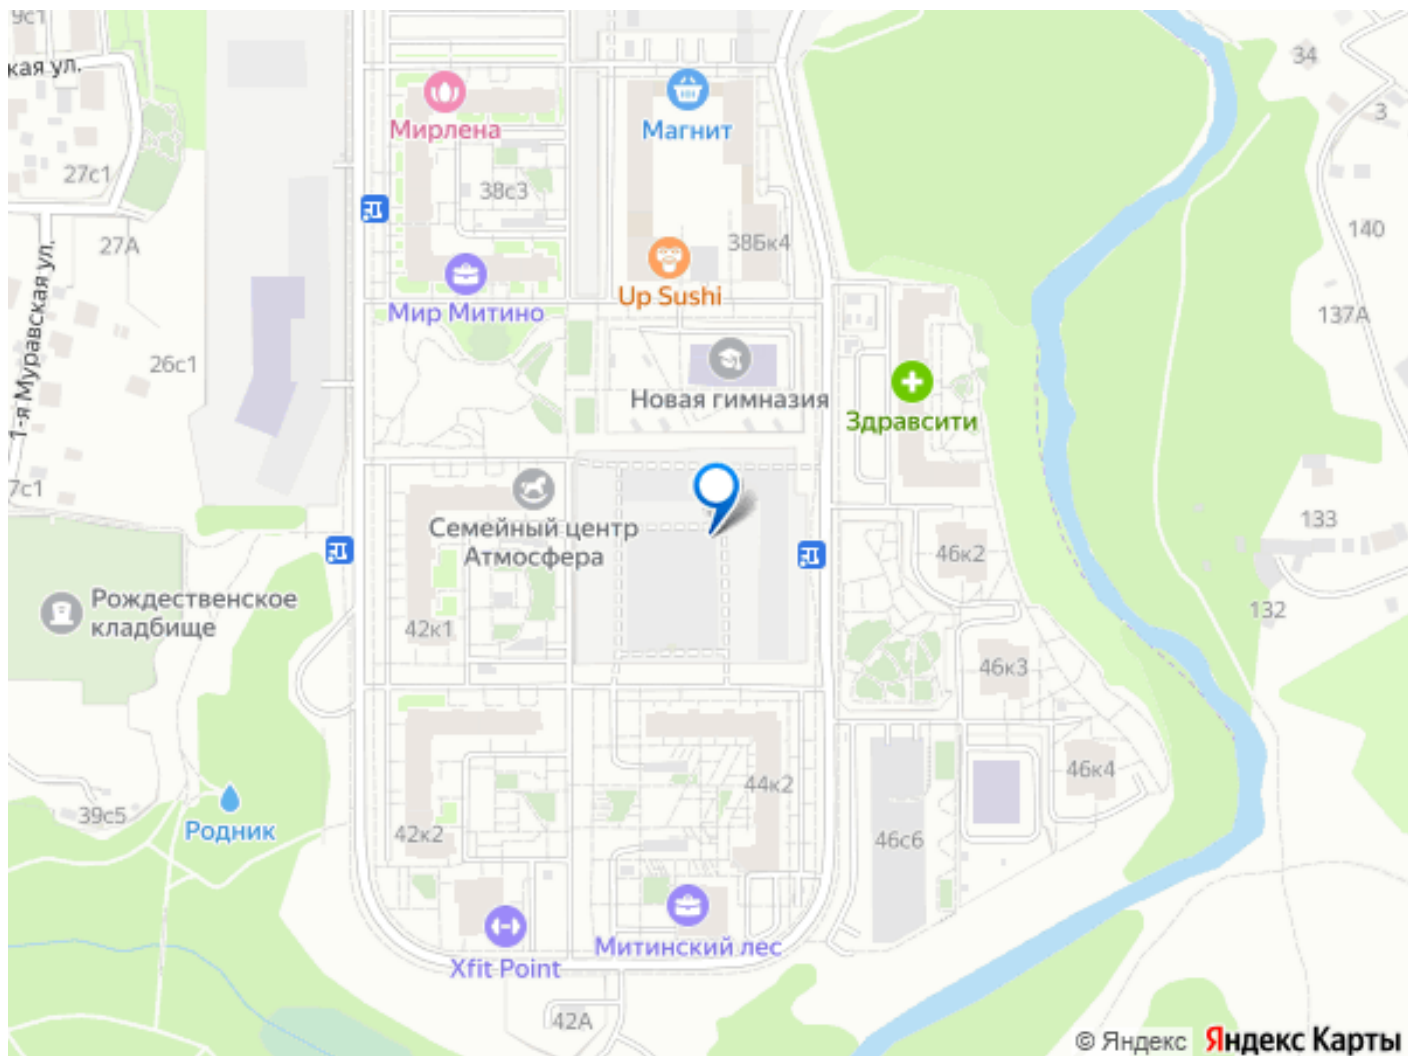 9с1
кая ул.
34
3
Мирлена
Магнит
27с1
38с3
27А
38Бк4
140
Up Sushi
Мир Митино
137А
1-я Муравская ул.
26с1
Новая гимназия
Здравсити
7с1
Семейный центр
Атмосфера
133
46к2
Рождественское
кладбище
42к1
132
46к3
46к4
44к2
39с5
Родник
42к2
46с6
Митинский лес
Xfit Point
42А
© Яндекс Яндекс Карты